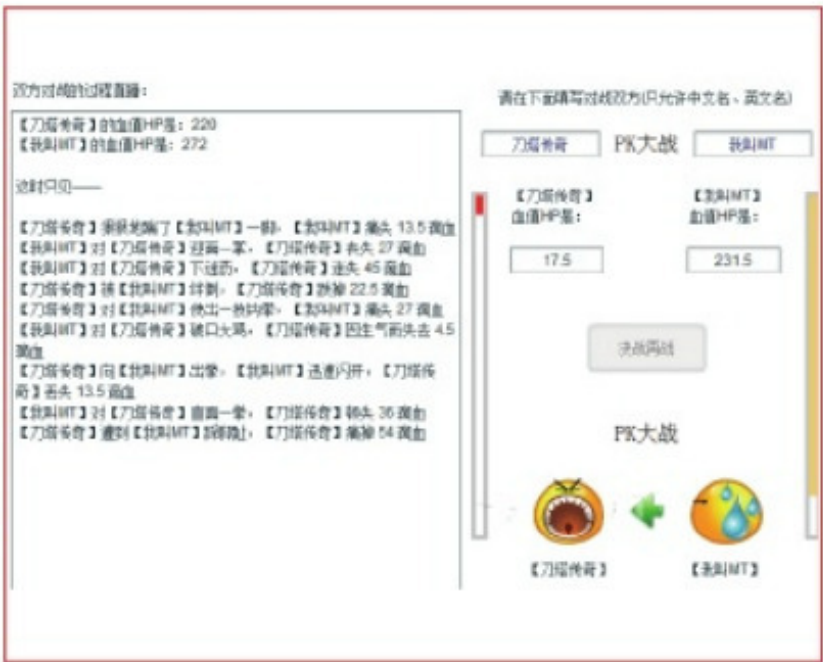 双方对战的过程直播：
【刀塔传奇】的血值HP是：220
【我叫MT】的血值HP是：272
这时只见——
【刀塔传奇】狠狠地踹了【我叫MT】一脚，【我叫MT】痛失 13.5 滴血
【我叫MT】对【刀塔传奇】迎面一掌，【刀塔传奇】丢失 27 滴血
【我叫MT】对【刀塔传奇】下迷药，【刀塔传奇】迷失 45 滴血
【刀塔传奇】被【我叫MT】绊倒，【刀塔传奇】跌掉 22.5 滴血
【刀塔传奇】对【我叫MT】使出一放钩拳，【我叫MT】痛失 27 滴血
【我叫MT】对【刀塔传奇】破口大骂，【刀塔传奇】因生气而失去 4.5
滴血
【刀塔传奇】向【我叫MT】出拳，【我叫MT】迅速闪开，【刀塔传
奇】丢失 13.5 滴血
【我叫MT】对【刀塔传奇】直面一拳，【刀塔传奇】顿失 36 滴血
【刀塔传奇】遭到【我叫MT】踩脚趾，【刀塔传奇】痛掉 54 滴血
请在下面填写对战双方(只允许中文名、英文名)
刀塔传奇 PK大战 我叫MT
【刀塔传奇】 【我叫MT】
血值HP是： 血值HP是：
17.5 231.5
决战再战
PK大战
【刀塔传奇】 【我叫MT】